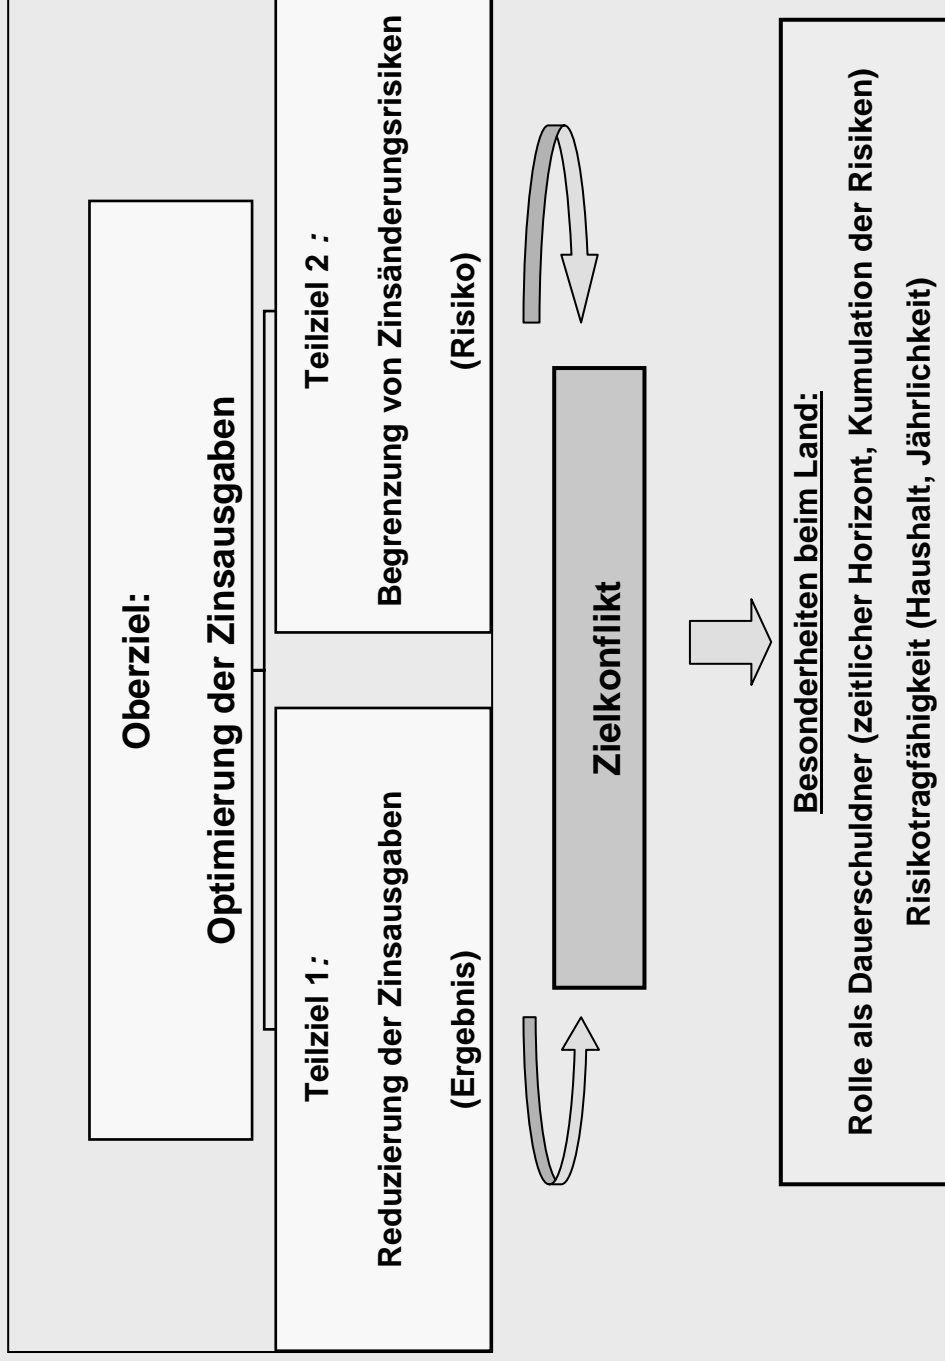 Oberziel:
Optimierung der Zinsausgaben
Teilziel 1:
Reduzierung der Zinsausgaben
(Ergebnis)
Teilziel 2 :
Begrenzung von Zinsänderungsrisiken
(Risiko)
Zielkonflikt
Besonderheiten beim Land:
Rolle als Dauerschuldner (zeitlicher Horizont, Kumulation der Risiken)
Risikotragfähigkeit (Haushalt, Jährlichkeit)